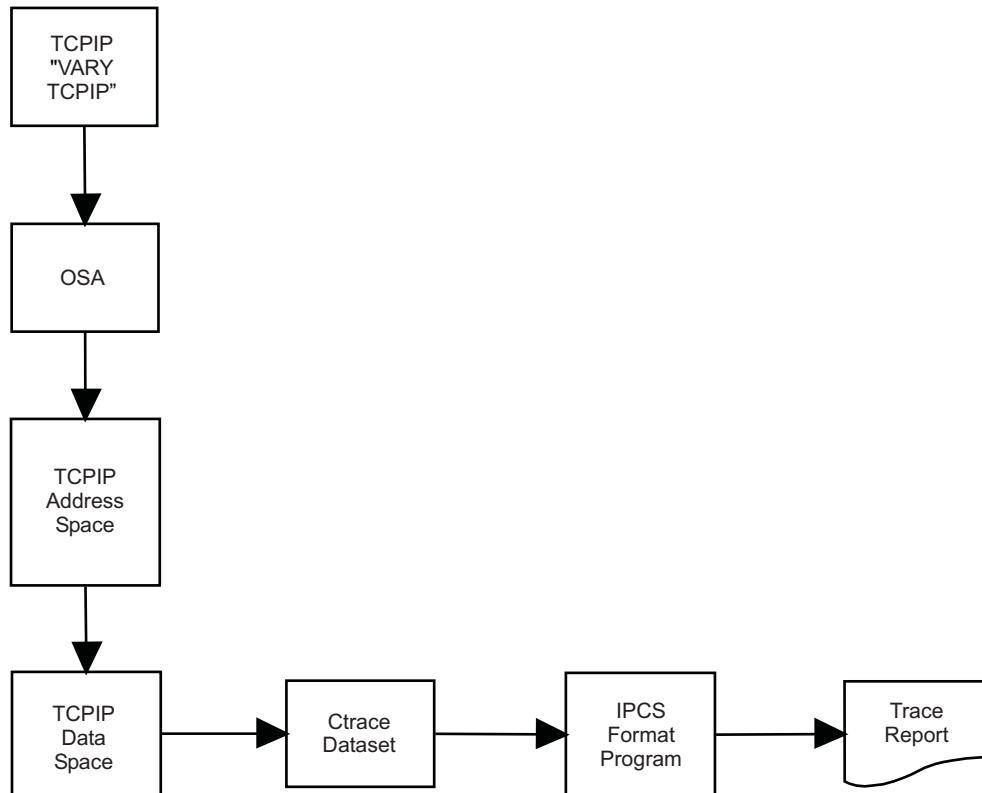 TCPIP
"VARY
TCPIP”
OSA
TCPIP
Address
Space
TCPIP
Data
Space
Ctrace
Dataset
IPCS
Format
Program
Trace
Report